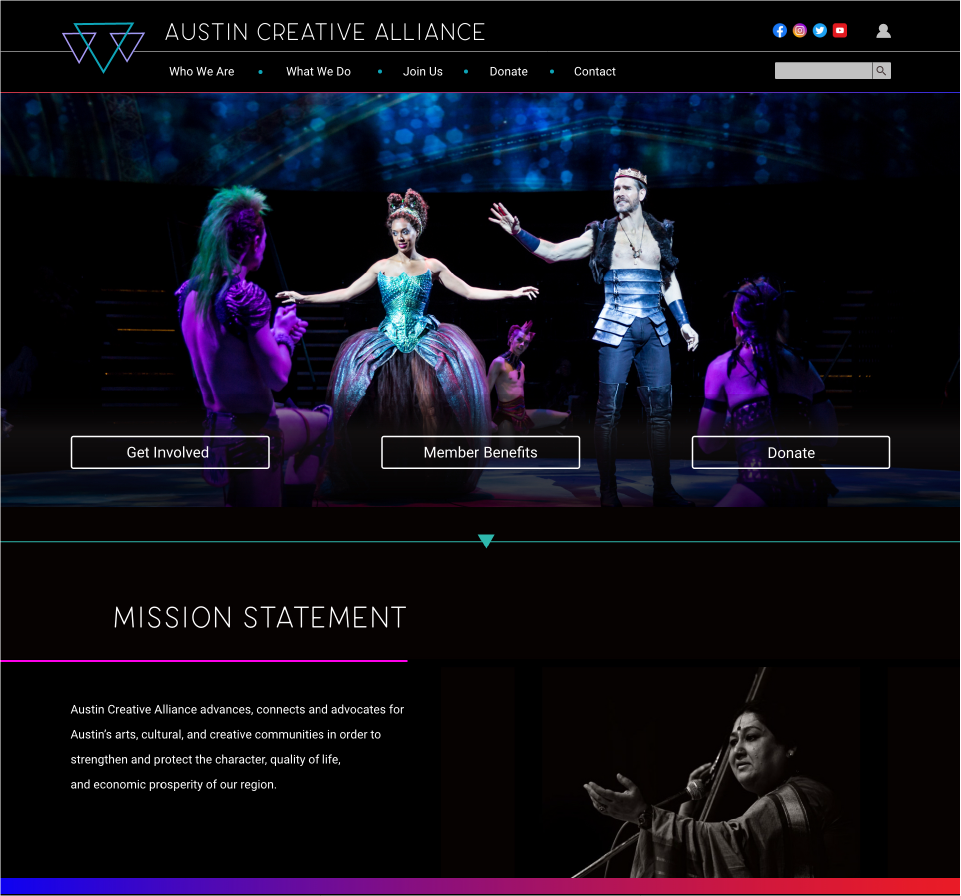 AUSTIN CREATIVE ALLIANCE
Who We Are • What We Do • Join Us • Donate • Contact
Get Involved
Member Benefits
Donate
MISSION STATEMENT
Austin Creative Alliance advances, connects and advocates for
Austin's arts, cultural, and creative communities in order to
strengthen and protect the character, quality of life,
and economic prosperity of our region.